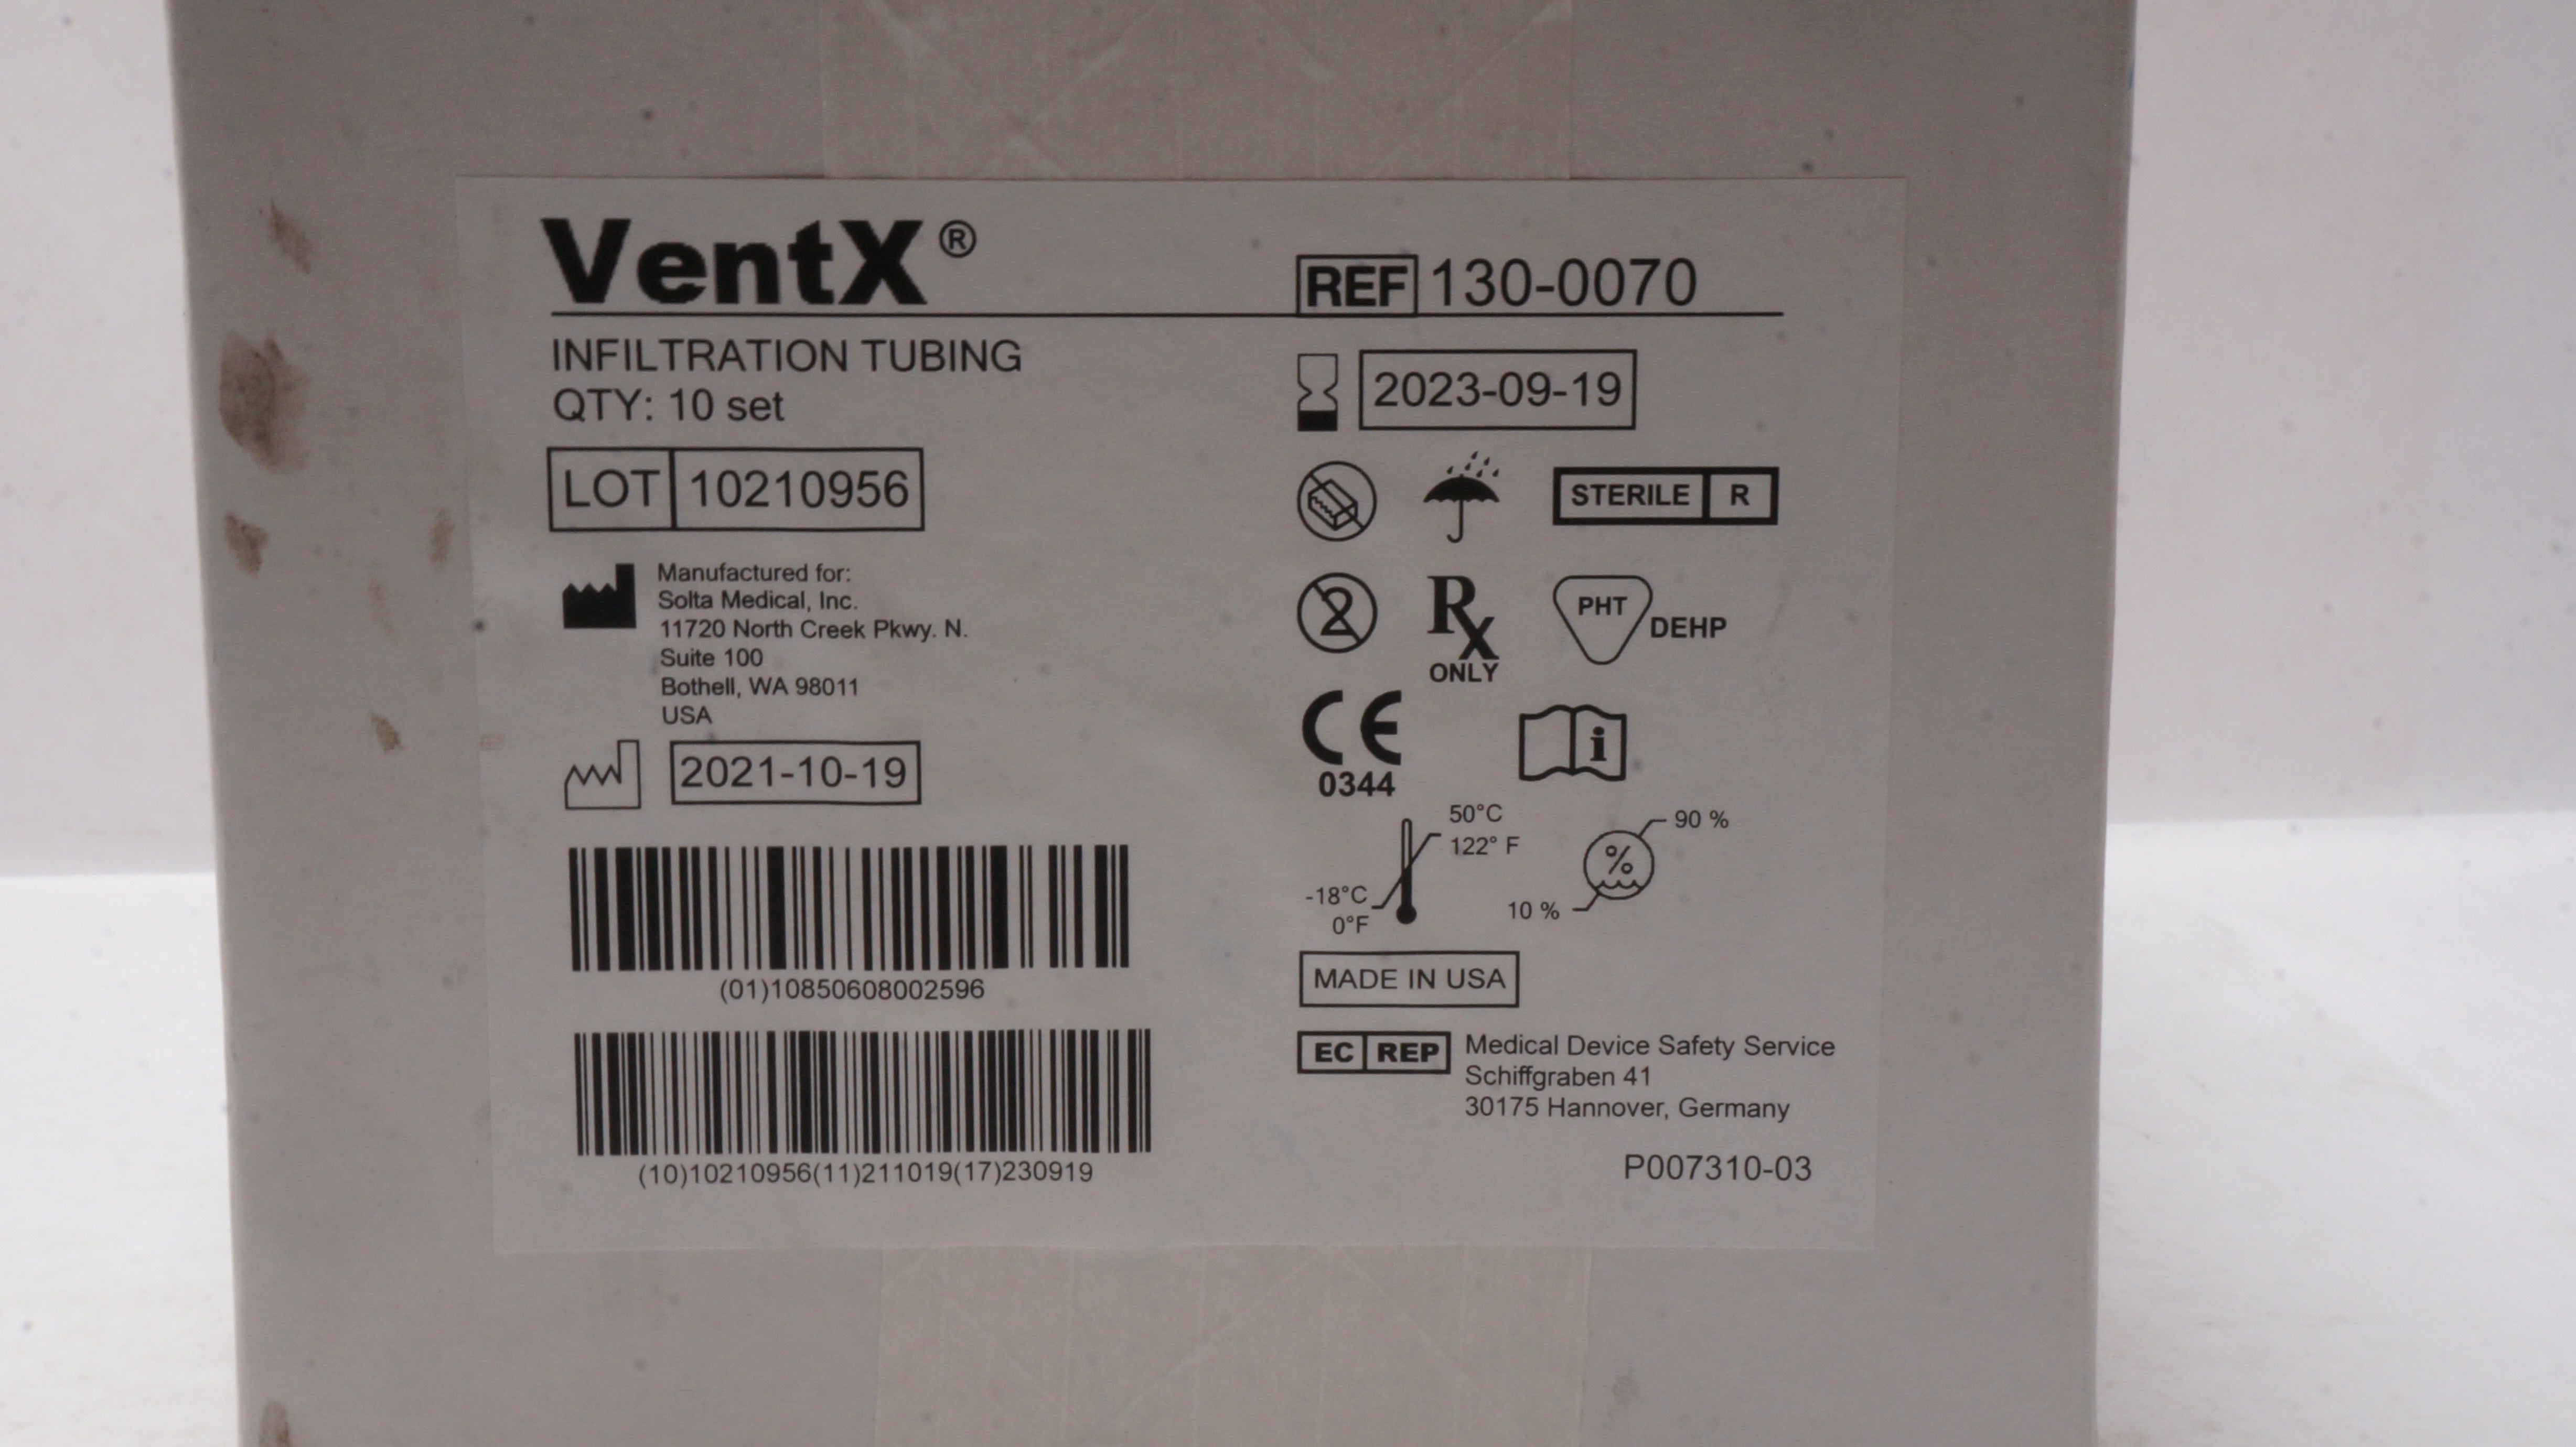 VentX®
REF 130-0070
INFILTRATION TUBING
QTY: 10 set
2023-09-19
LOT 10210956
STERILE R
Manufactured for:
Solta Medical, Inc.
11720 North Creek Pkwy. N.
Suite 100
Bothell, WA 98011
USA
2
Rx
ONLY
PHT
DEHP
2021-10-19
CE
0344
i
50°C
122° F
-18°C
0°F
%
90 %
10 %
(01)10850608002596
MADE IN USA
(10)10210956(11)211019(17)230919
EC REP
Medical Device Safety Service
Schiffgraben 41
30175 Hannover, Germany
P007310-03